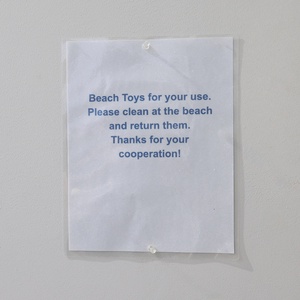 Beach Toys for your use.
Please clean at the beach
and return them.
Thanks for your
cooperation!